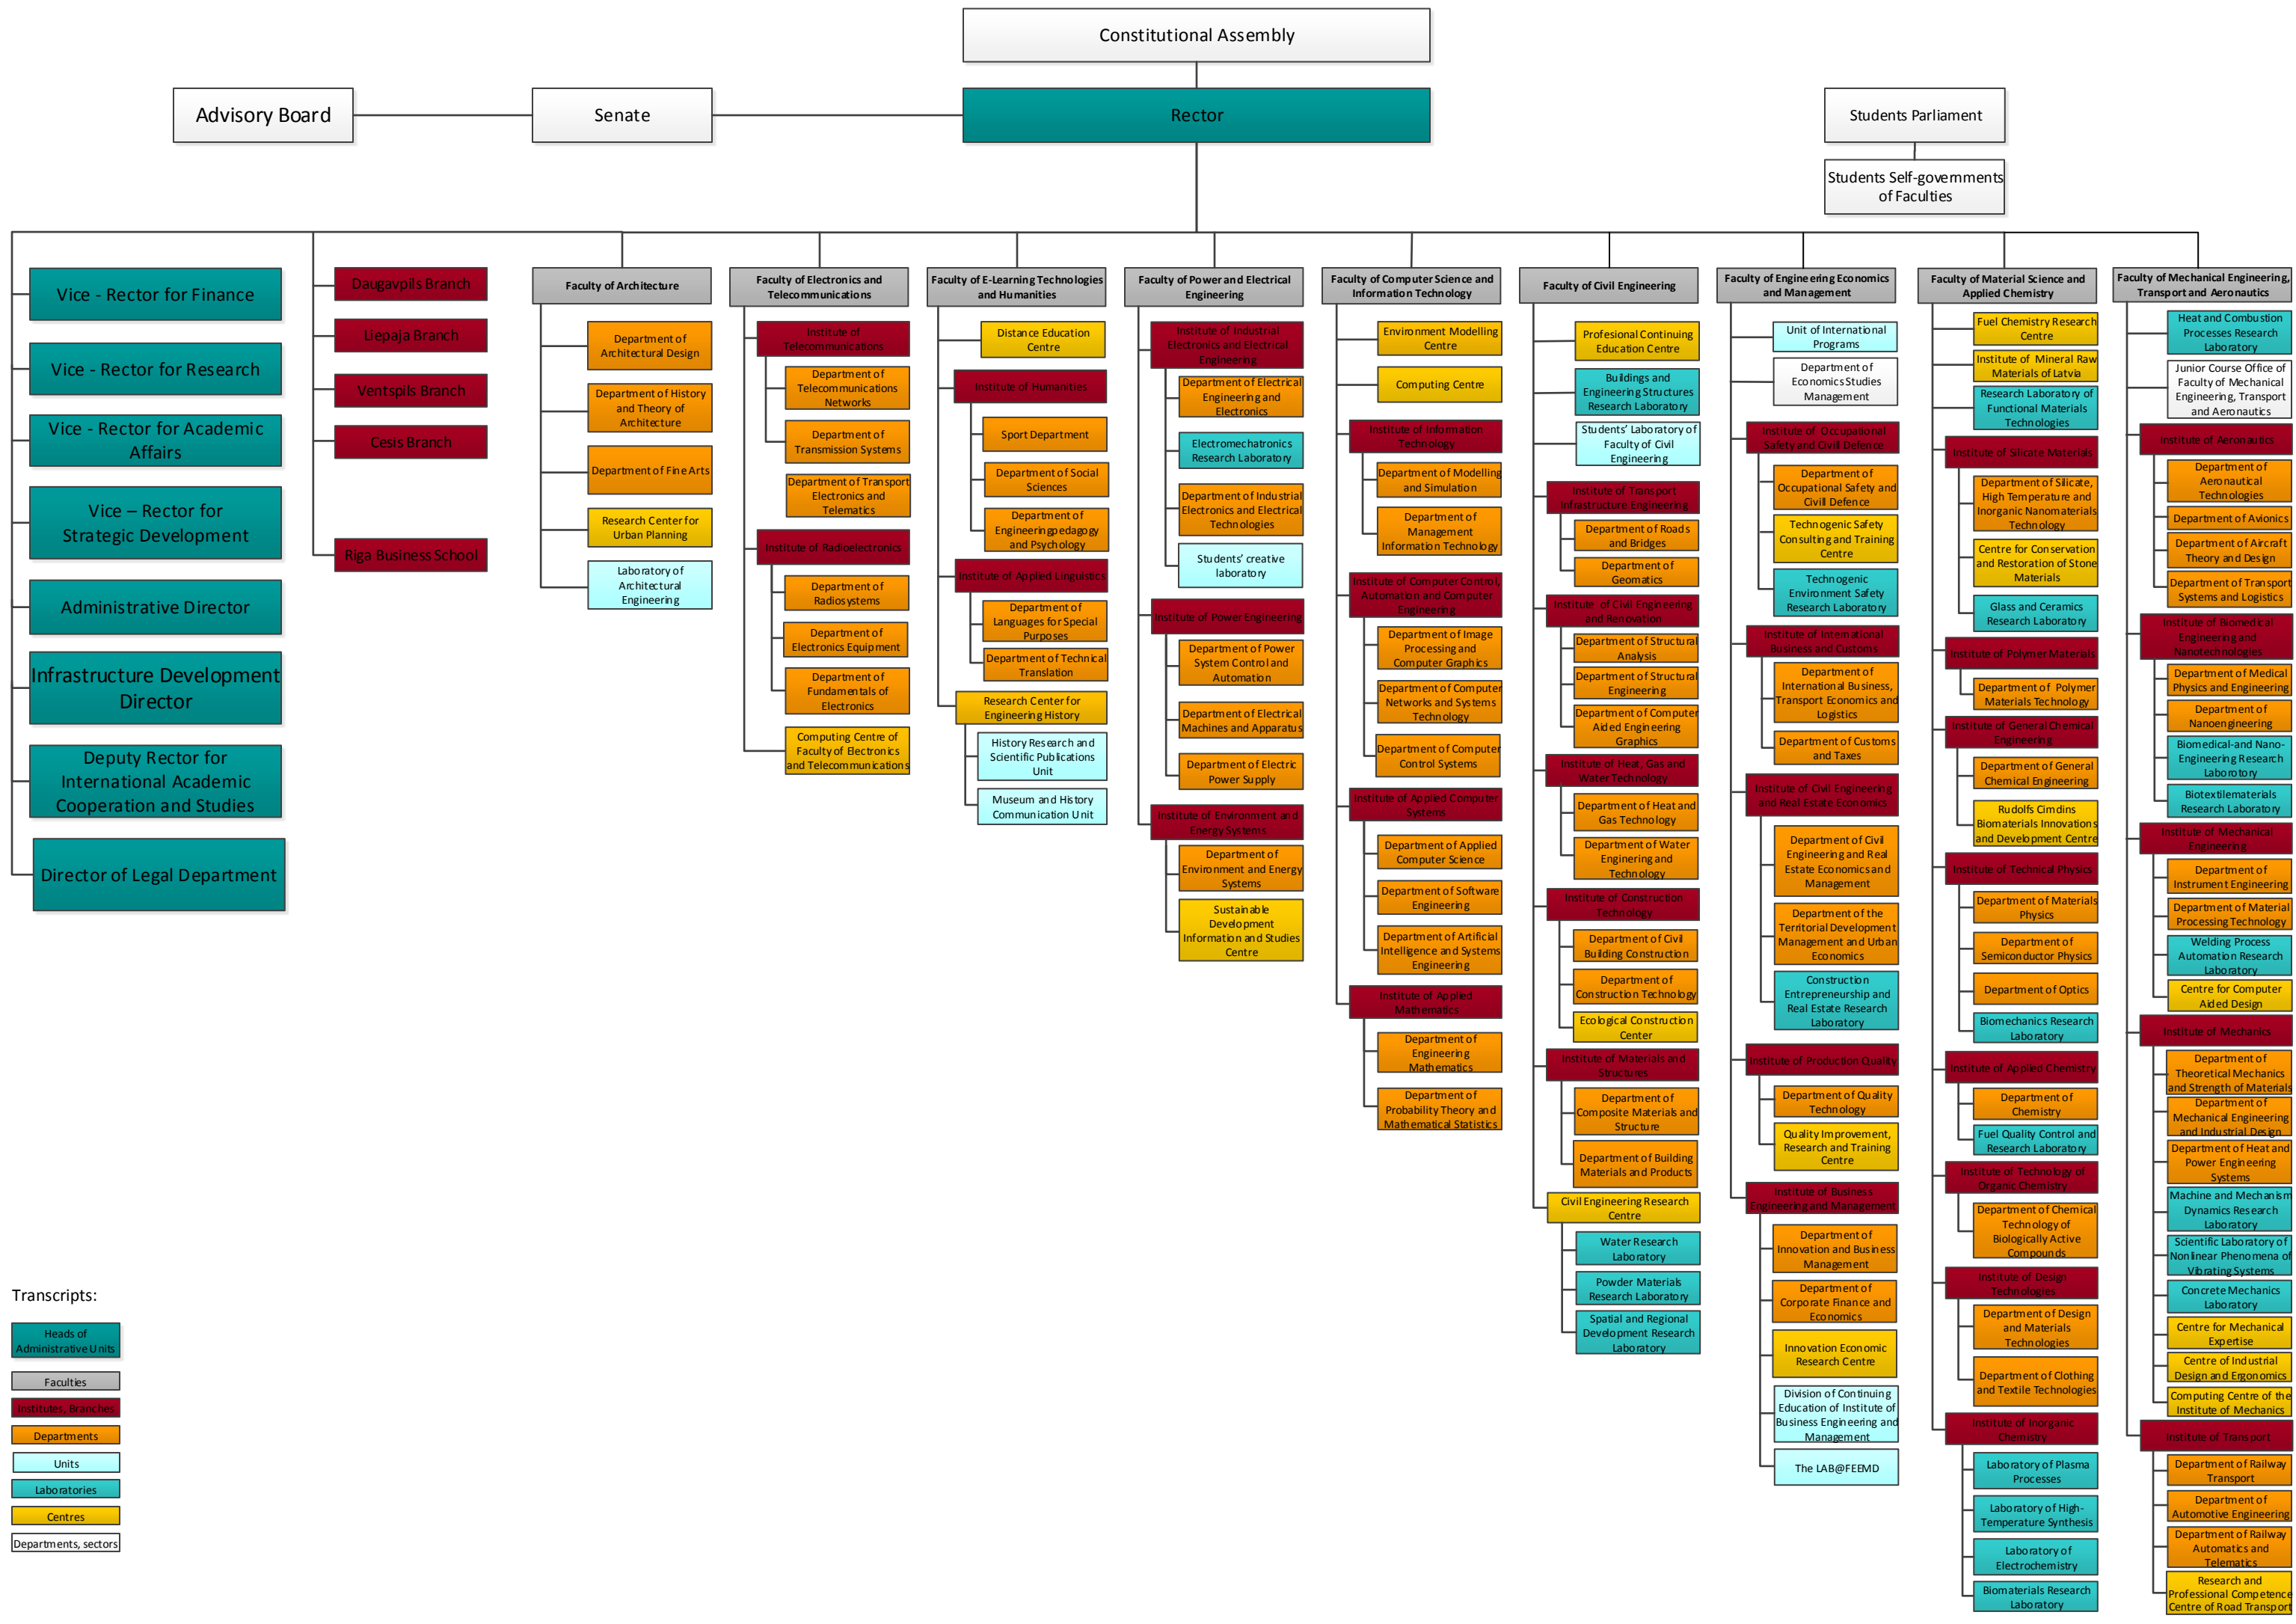 Constitutional Assembly
Advisory Board
Senate
Rector
Students Parliament
Students Self-governments
of Faculties
Vice - Rector for Finance
Vice - Rector for Research
Vice - Rector for Academic
Affairs
Vice – Rector for
Strategic Development
Administrative Director
Infrastructure Development
Director
Deputy Rector for
International Academic
Cooperation and Studies
Director of Legal Department
Daugavpils Branch
Liepaja Branch
Ventspils Branch
Cesis Branch
Riga Business School
Faculty of Architecture
Department of
Architectural Design
Department of History
and Theory of
Architecture
Department of Fine Arts
Research Center for
Urban Planning
Laboratory of
Architectural
Engineering
Faculty of Electronics and
Telecommunications
Institute of
Telecommunications
Department of
Telecommunications
Networks
Department of
Transmission Systems
Department of Transport
Electronics and
Telematics
Institute of Radioelectronics
Department of
Radiosystems
Department of
Electronics Equipment
Department of
Fundamentals of
Electronics
Computing Centre of
Faculty of Electronics
and Telecommunications
Faculty of E-Learning Technologies
and Humanities
Distance Education
Centre
Institute of Humanities
Sport Department
Department of Social
Sciences
Department of
Engineeringpedagogy
and Psychology
Institute of Applied Linguistics
Department of
Languages for Special
Purposes
Department of Technical
Translation
Research Center for
Engineering History
History Research and
Scientific Publications
Unit
Museum and History
Communication Unit
Faculty of Power and Electrical
Engineering
Institute of Industrial
Electronics and Electrical
Engineering
Department of Electrical
Engineering and
Electronics
Electromechatronics
Research Laboratory
Department of Industrial
Electronics and Electrical
Technologies
Students’ creative
laboratory
Institute of Power Engineering
Department of Power
System Control and
Automation
Department of Electrical
Machines and Apparatus
Department of Electric
Power Supply
Institute of Environment and
Energy Systems
Department of
Environment and Energy
Systems
Sustainable
Development
Information and Studies
Centre
Faculty of Computer Science and
Information Technology
Environment Modelling
Centre
Computing Centre
Institute of Information
Technology
Department of Modelling
and Simulation
Department of
Management
Information Technology
Institute of Computer Control,
Automation and Computer
Engineering
Department of Image
Processing and
Computer Graphics
Department of Computer
Networks and Systems
Technology
Department of Computer
Control Systems
Institute of Applied Computer
Systems
Department of Applied
Computer Science
Department of Software
Engineering
Department of Artificial
Intelligence and Systems
Engineering
Institute of Applied
Mathematics
Department of
Engineering
Mathematics
Department of
Probability Theory and
Mathematical Statistics
Faculty of Civil Engineering
Profesional Continuing
Education Centre
Buildings and
Engineering Structures
Research Laboratory
Students’ Laboratory of
Faculty of Civil
Engineering
Institute of Transport
Infrastructure Engineering
Department of Roads
and Bridges
Department of
Geomatics
Institute of Civil Engineering
and Renovation
Department of Structural
Analysis
Department of Structural
Engineering
Department of Computer
Aided Engineering
Graphics
Institute of Heat, Gas and
Water Technology
Department of Heat and
Gas Technology
Department of Water
Enginering and
Technology
Institute of Construction
Technology
Department of Civil
Building Construction
Department of
Construction Technology
Ecological Construction
Center
Institute of Materials and
Structures
Department of
Composite Materials and
Structure
Department of Building
Materials and Products
Civil Engineering Research
Centre
Water Research
Laboratory
Powder Materials
Research Laboratory
Spatial and Regional
Development Research
Laboratory
Faculty of Engineering Economics
and Management
Unit of International
Programs
Department of
Economics Studies
Management
Institute of Occupational
Safety and Civil Defence
Department of
Occupational Safety and
Civill Defence
Technogenic Safety
Consulting and Training
Centre
Technogenic
Environment Safety
Research Laboratory
Institute of International
Business and Customs
Department of
International Business,
Transport Economics and
Logistics
Department of Customs
and Taxes
Institute of Civil Engineering
and Real Estate Economics
Department of Civil
Engineering and Real
Estate Economics and
Management
Department of the
Territorial Development
Management and Urban
Economics
Construction
Entrepreneurship and
Real Estate Research
Laboratory
Institute of Production Quality
Department of Quality
Technology
Quality Improvement,
Research and Training
Centre
Institute of Business
Engineering and Management
Department of
Innovation and Business
Management
Department of
Corporate Finance and
Economics
Innovation Economic
Research Centre
Division of Continuing
Education of Institute of
Business Engineering and
Management
The LAB@FEEMD
Faculty of Material Science and
Applied Chemistry
Fuel Chemistry Research
Centre
Institute of Mineral Raw
Materials of Latvia
Research Laboratory of
Functional Materials
Technologies
Institute of Silicate Materials
Department of Silicate,
High Temperature and
Inorganic Nanomaterials
Technology
Centre for Conservation
and Restoration of Stone
Materials
Glass and Ceramics
Research Laboratory
Institute of Polymer Materials
Department of Polymer
Materials Technology
Institute of General Chemical
Engineering
Department of General
Chemical Engineering
Rudolfs Cimdins
Biomaterials Innovations
and Development Centre
Institute of Technical Physics
Department of Materials
Physics
Department of
Semiconductor Physics
Department of Optics
Biomechanics Research
Laboratory
Institute of Applied Chemistry
Department of
Chemistry
Fuel Quality Control and
Research Laboratory
Institute of Technology of
Organic Chemistry
Department of Chemical
Technology of
Biologically Active
Compounds
Institute of Design
Technologies
Department of Design
and Materials
Technologies
Department of Clothing
and Textile Technologies
Institute of Inorganic
Chemistry
Laboratory of Plasma
Processes
Laboratory of High-
Temperature Synthesis
Laboratory of
Electrochemistry
Biomaterials Research
Laboratory
Faculty of Mechanical Engineering,
Transport and Aeronautics
Heat and Combustion
Processes Research
Laboratory
Junior Course Office of
Faculty of Mechanical
Engineering, Transport
and Aeronautics
Institute of Aeronautics
Department of
Aeronautical
Technologies
Department of Avionics
Department of Aircraft
Theory and Design
Department of Transport
Systems and Logistics
Institute of Biomedical
Engineering and
Nanotechnologies
Department of Medical
Physics and Engineering
Department of
Nanoengineering
Biomedical-and Nano-
Engineering Research
Laborotory
Biotextilematerials
Research Laboratory
Institute of Mechanical
Engineering
Department of
Instrument Engineering
Department of Material
Processing Technology
Welding Process
Automation Research
Laboratory
Centre for Computer
Aided Design
Institute of Mechanics
Department of
Theoretical Mechanics
and Strength of Materials
Department of
Mechanical Engineering
and Industrial Design
Department of Heat and
Power Engineering
Systems
Machine and Mechanism
Dynamics Research
Laboratory
Scientific Laboratory of
Nonlinear Phenomena of
Vibrating Systems
Concrete Mechanics
Laboratory
Centre for Mechanical
Expertise
Centre of Industrial
Design and Ergonomics
Computing Centre of the
Institute of Mechanics
Institute of Transport
Department of Railway
Transport
Department of
Automotive Engineering
Department of Railway
Automatics and
Telematics
Research and
Professional Competence
Centre of Road Transport
Transcripts:
Heads of
Administrative Units
Faculties
Institutes, Branches
Departments
Units
Laboratories
Centres
Departments, sectors